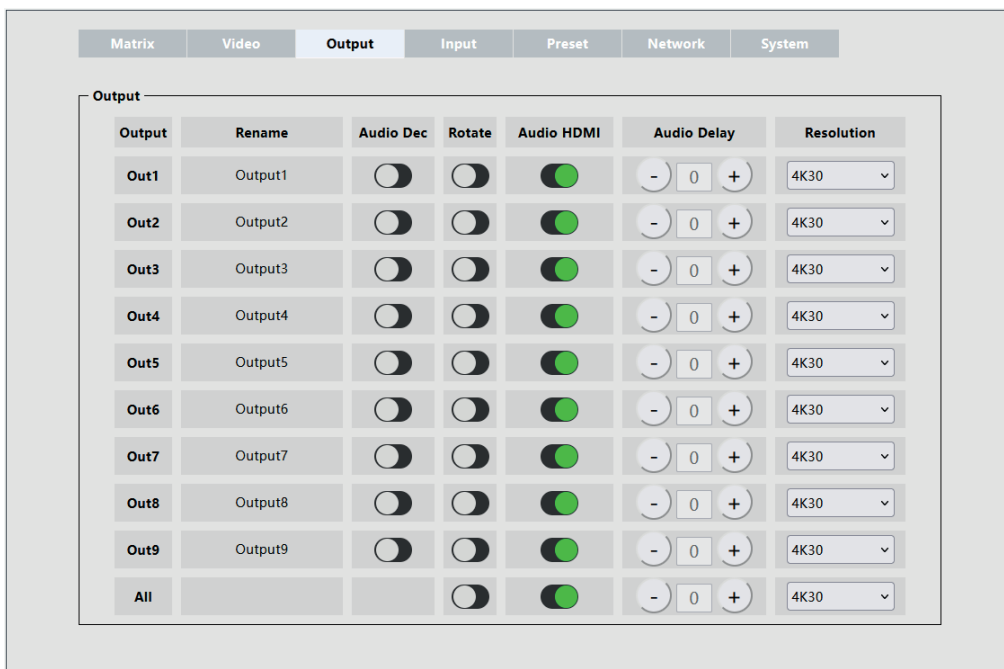 Matrix Video Output Input Preset Network System
Output
Output Rename Audio Dec Rotate Audio HDMI Audio Delay Resolution
Out1 Output1 - 0 + 4K30
Out2 Output2 - 0 + 4K30
Out3 Output3 - 0 + 4K30
Out4 Output4 - 0 + 4K30
Out5 Output5 - 0 + 4K30
Out6 Output6 - 0 + 4K30
Out7 Output7 - 0 + 4K30
Out8 Output8 - 0 + 4K30
Out9 Output9 - 0 + 4K30
All - 0 + 4K30